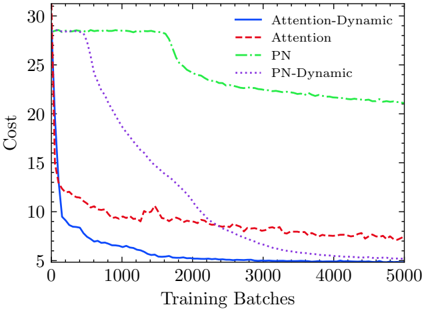 30
25
20
15
10
5
Cost
Attention-Dynamic
Attention
PN
PN-Dynamic
0 1000 2000 3000 4000 5000
Training Batches